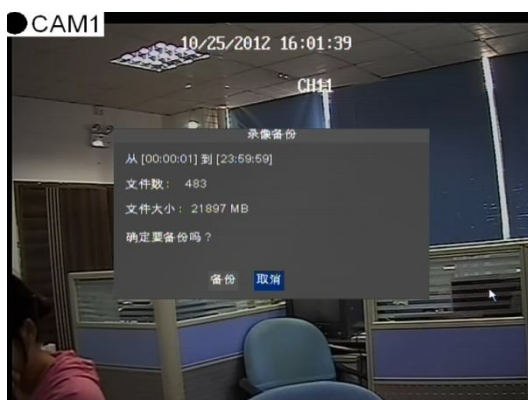 CAM1
10/25/2012 16:01:39
CH11
录像备份
从 [00:00:01] 到 [23:59:59]
文件数： 483
文件大小： 21897 MB
确定要备份吗？
备份 取消